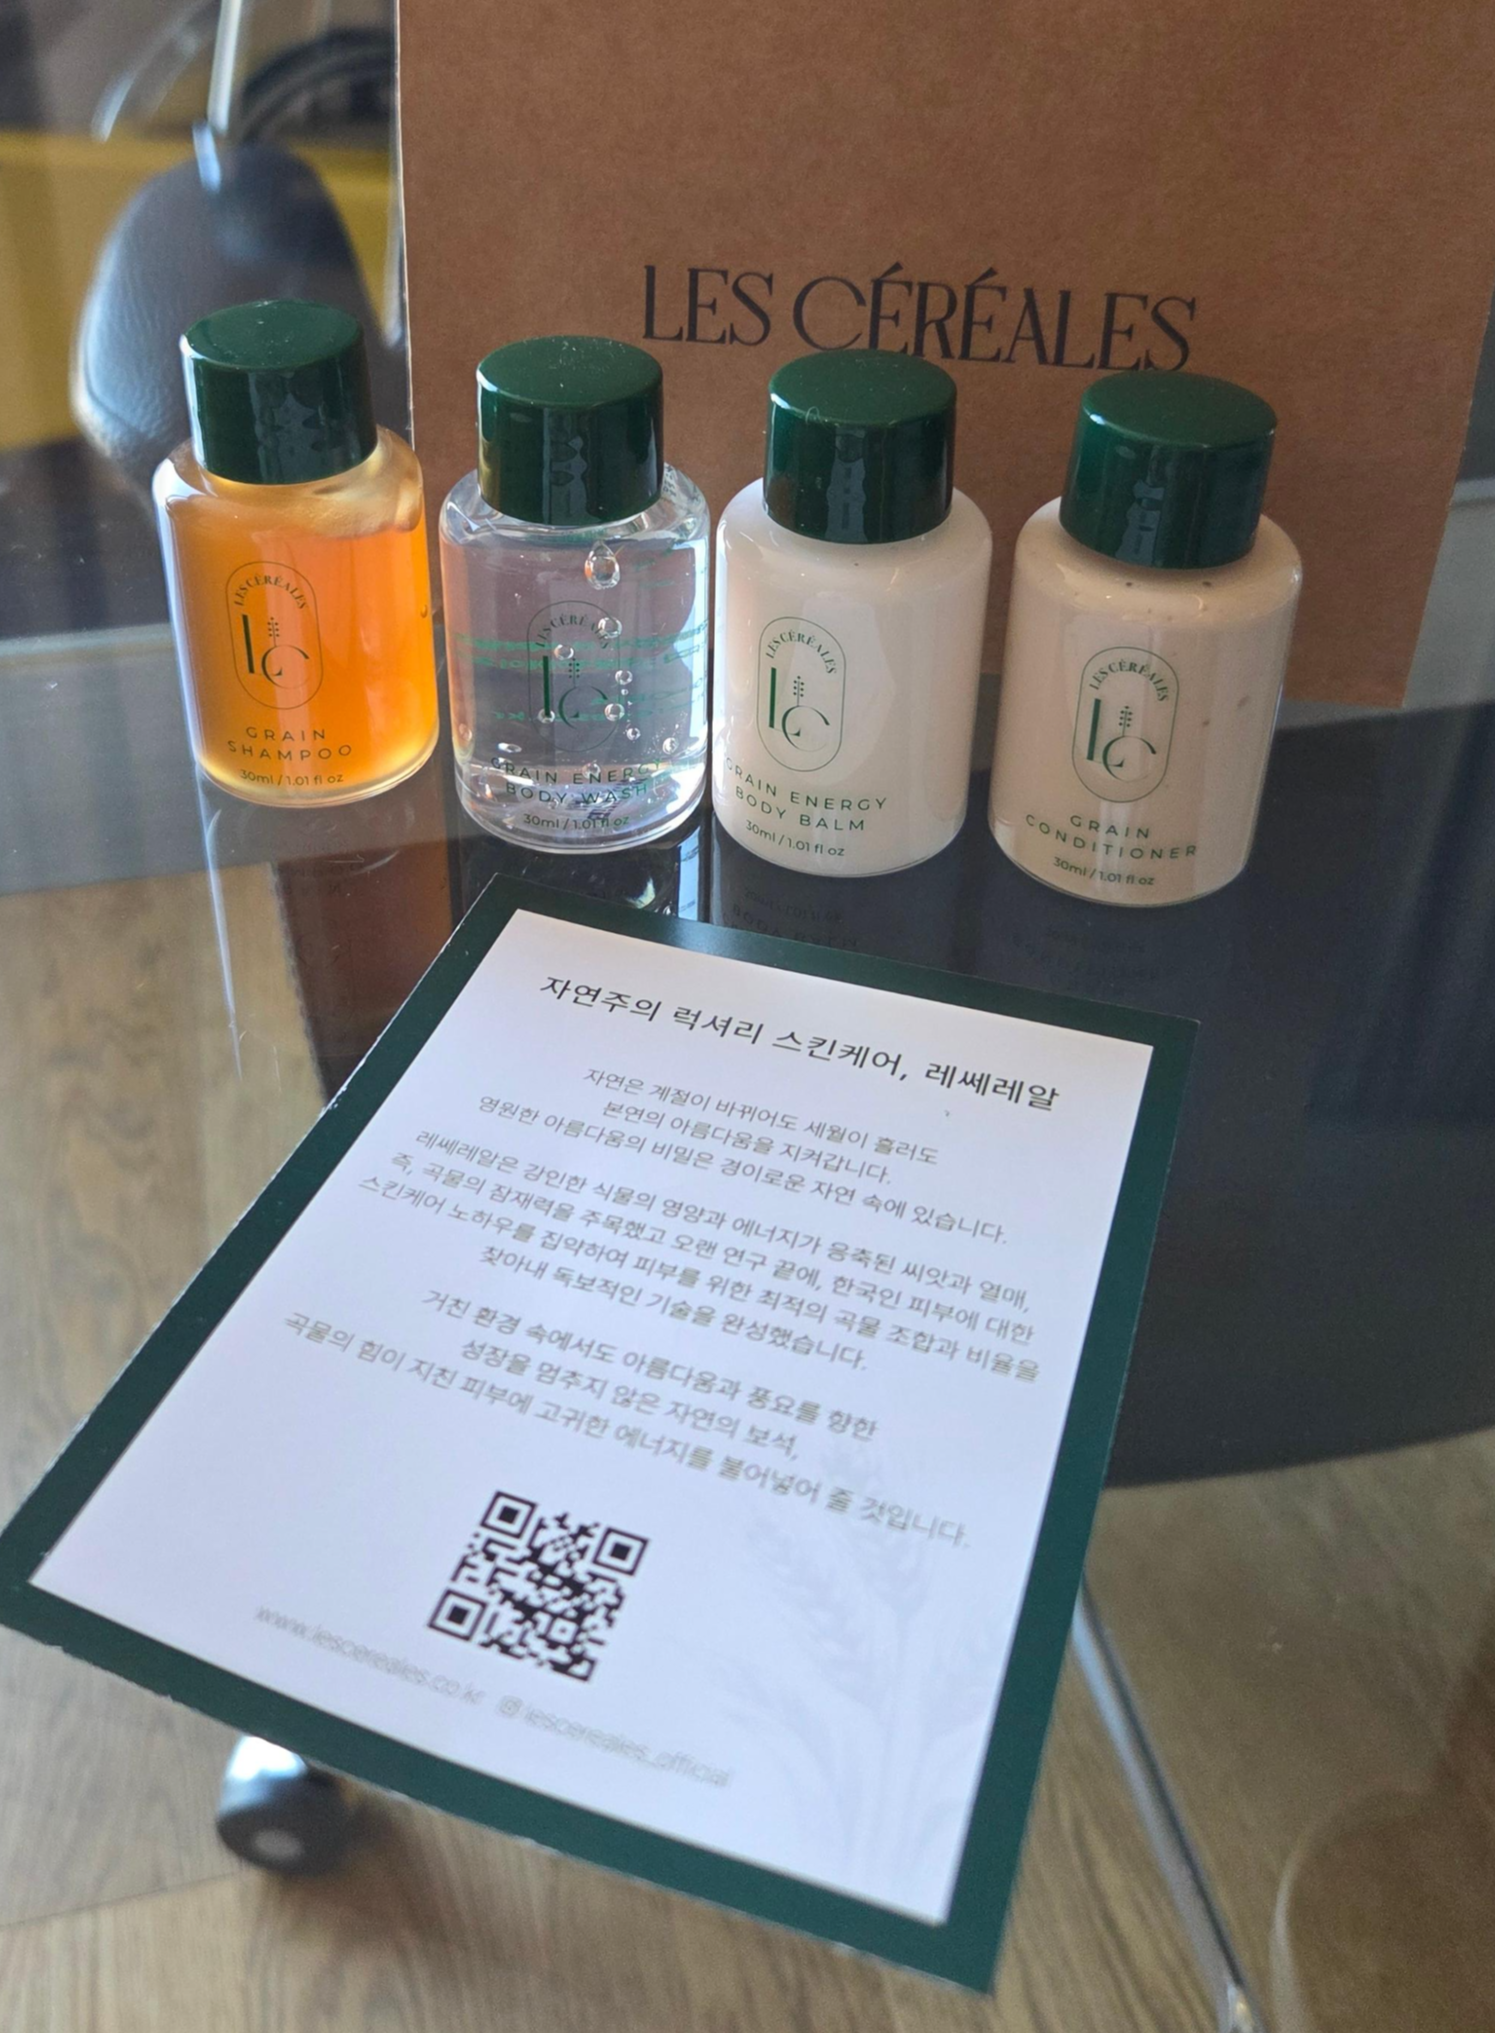 LES CÉRÉALES
LES CÉRÉALES
LC
GRAIN
SHAMPOO
30ml / 1.01 fl oz
LES CÉRÉALES
LC
GRAIN ENERGY
BODY WASH
30ml / 1.01 fl oz
LES CÉRÉALES
LC
GRAIN ENERGY
BODY BALM
30ml / 1.01 fl oz
LES CÉRÉALES
LC
GRAIN
CONDITIONER
30ml / 1.01 fl oz
자연주의 럭셔리 스킨케어, 레쎄레알
자연은 계절이 바뀌어도 세월이 흘러도
본연의 아름다움을 지켜갑니다.
영원한 아름다움의 비밀은 경이로운 자연 속에 있습니다.
레쎄레알은 강인한 식물의 영양과 에너지가 응축된 씨앗과 열매,
즉, 곡물의 잠재력을 주목했고 오랜 연구 끝에, 한국인 피부에 대한
스킨케어 노하우를 집약하여 피부를 위한 최적의 곡물 조합과 비율을
찾아내 독보적인 기술을 완성했습니다.
거친 환경 속에서도 아름다움과 풍요를 향한
성장을 멈추지 않은 자연의 보석,
곡물의 힘이 지친 피부에 고귀한 에너지를 불어넣어 줄 것입니다.
www.lescereales.co.kr lescereales_official